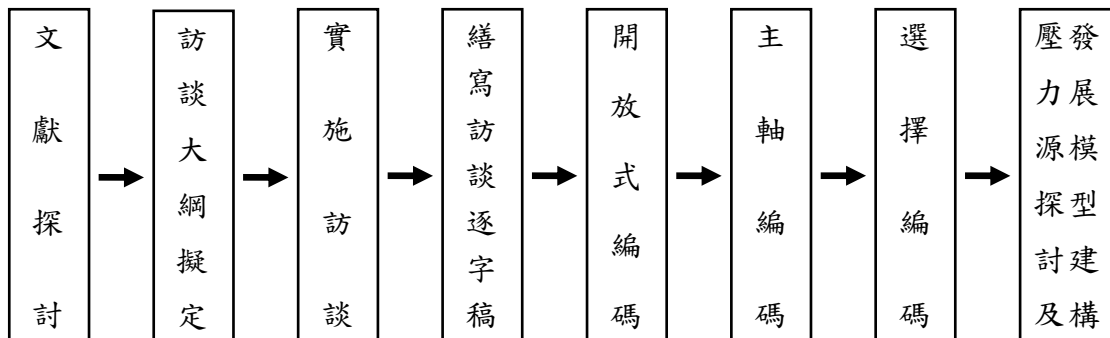 文獻探討
訪談大綱擬定
實施訪談
繕寫訪談逐字稿
開放式編碼
主軸編碼
選擇編碼
壓力源探討及
發展模型建構